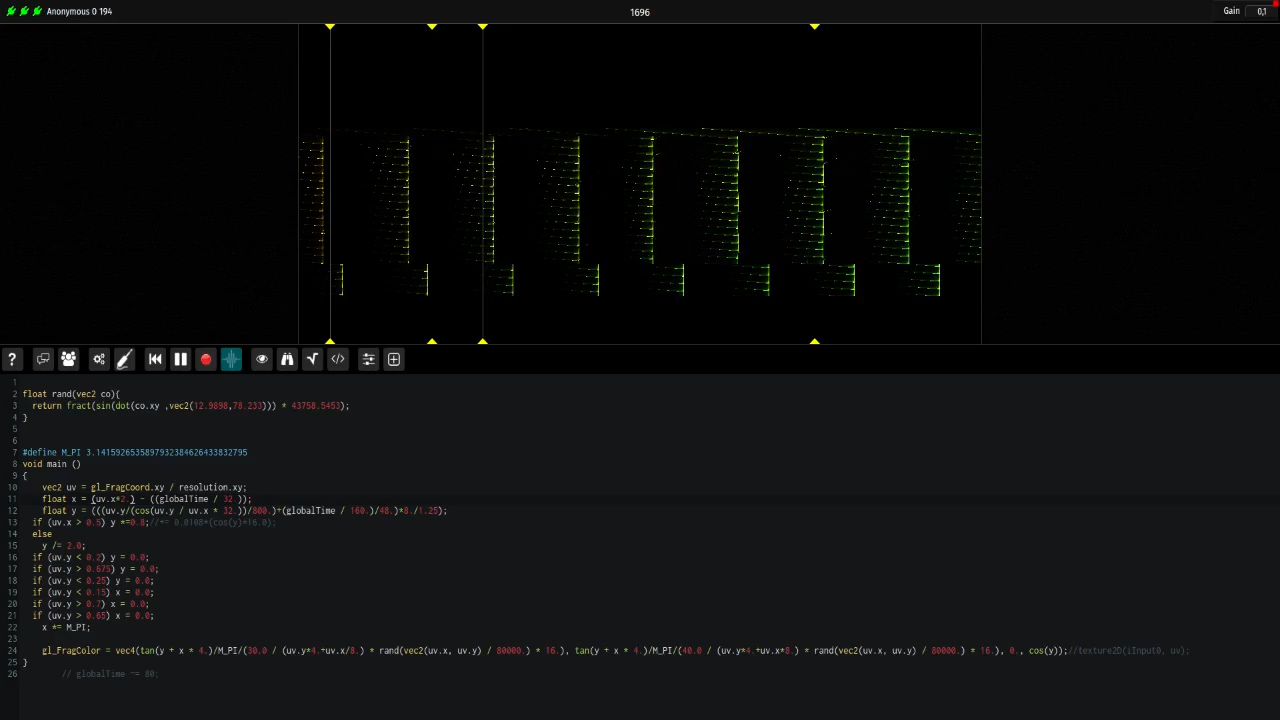 Anonymous 0 194
1696
Gain 0,1
1
2 float rand(vec2 co){
3 return fract(sin(dot(co.xy ,vec2(12.9898,78.233))) * 43758.5453);
4 }
5
6
7 #define M_PI 3.1415926535897932384626433832795
8 void main ()
9 {
10 vec2 uv = gl_FragCoord.xy / resolution.xy;
11 float x = (uv.x*2.) - ((globalTime / 32.));
12 float y = (((uv.y/(cos(uv.y / uv.x * 32.))/800.)+(globalTime / 160.)/48.)*8./1.25);
13 if (uv.x > 0.5) y *=0.8;//*= 0.0108*(cos(y)*16.0);
14 else
15 y /= 2.0;
16 if (uv.y < 0.2) y = 0.0;
17 if (uv.y > 0.675) y = 0.0;
18 if (uv.y < 0.25) y = 0.0;
19 if (uv.y < 0.15) x = 0.0;
20 if (uv.y > 0.7) x = 0.0;
21 if (uv.y > 0.65) x = 0.0;
22 x *= M_PI;
23
24 gl_FragColor = vec4(tan(y + x * 4.)/M_PI/(30.0 / (uv.y*4.+uv.x/8.) * rand(vec2(uv.x, uv.y) / 80000.) * 16.), tan(y + x * 4.)/M_PI/(40.0 / (uv.y*4.+uv.x*8.) * rand(vec2(uv.x, uv.y) / 80000.) * 16.), 0., cos(y));//texture2D(iInput0, uv);
25 }
26 // globalTime ~= 80;